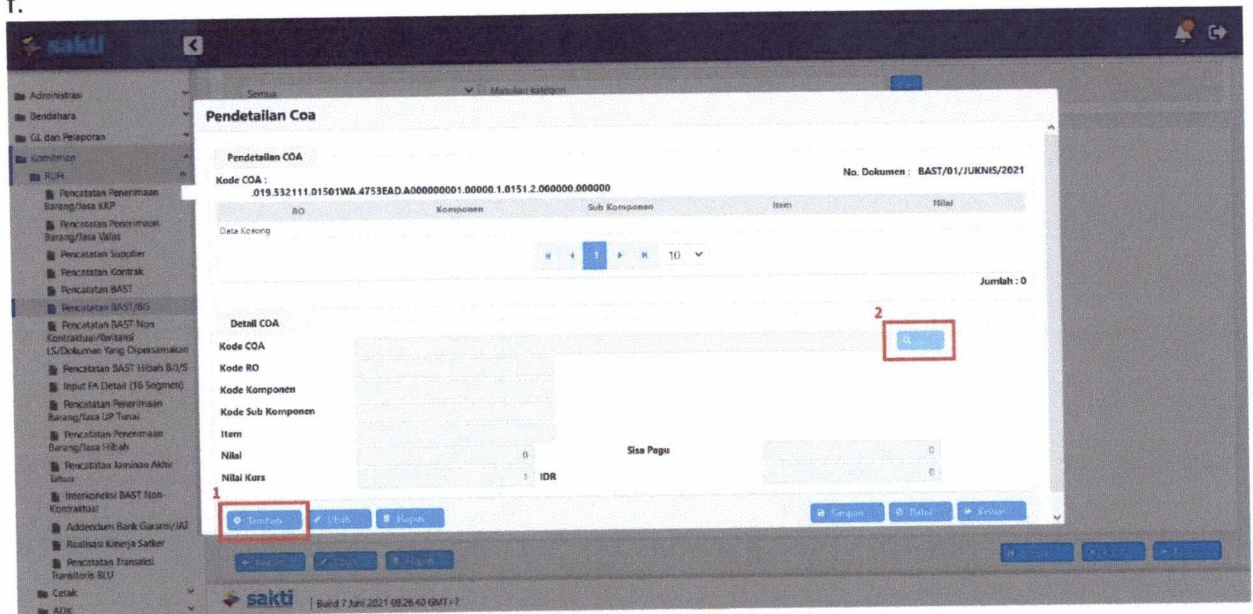 f.
sakti
Administrasi
Semua
Masukan kategori
Bendahara
Pendetailan Coa
GL dan Pelaporan
Komitmen
Pendetailan COA
RUH
Kode COA :
No. Dokumen : BAST/01/JUKNIS/2021
.019.532111.01501WA.4753EAD.A000000001.00000.1.0151.2.000000.000000
Pencatatan Penerimaan
Barang/Jasa KKP
RO Komponen Sub Komponen Item Nilai
Pencatatan Penerimaan
Barang/Jasa Valas
Data Kosong
Pencatatan Supplier
1
10
Pencatatan Kontrak
Jumlah : 0
Pencatatan BAST
Pencatatan BAST/BG
2
Pencatatan BAST Non
Kontraktual/Kwitansi
LS/Dokumen Yang Dipersamakan
Detail COA
Kode COA
Pencatatan BAST Hibah B/J/S
Kode RO
Input FA Detail (16 Segmen)
Kode Komponen
Pencatatan Penerimaan
Barang/Jasa UP Tunai
Kode Sub Komponen
Pencatatan Penerimaan
Barang/Jasa Hibah
Item
Nilai 0 Sisa Pagu 0
Pencatatan Jaminan Akhir
Tahun
Nilai Kurs 1 IDR 0
Interkoneksi BAST Non-
Kontraktual
1
Tambah Ubah Hapus Simpan Batal Keluar
Addendum Bank Garansi/JAT
Realisasi Kinerja Satker
Pencatatan Transaksi
Transitoris BLU
Cetak
ADK
sakti | Build 7 Juni 2021 09:26:40 GMT+7